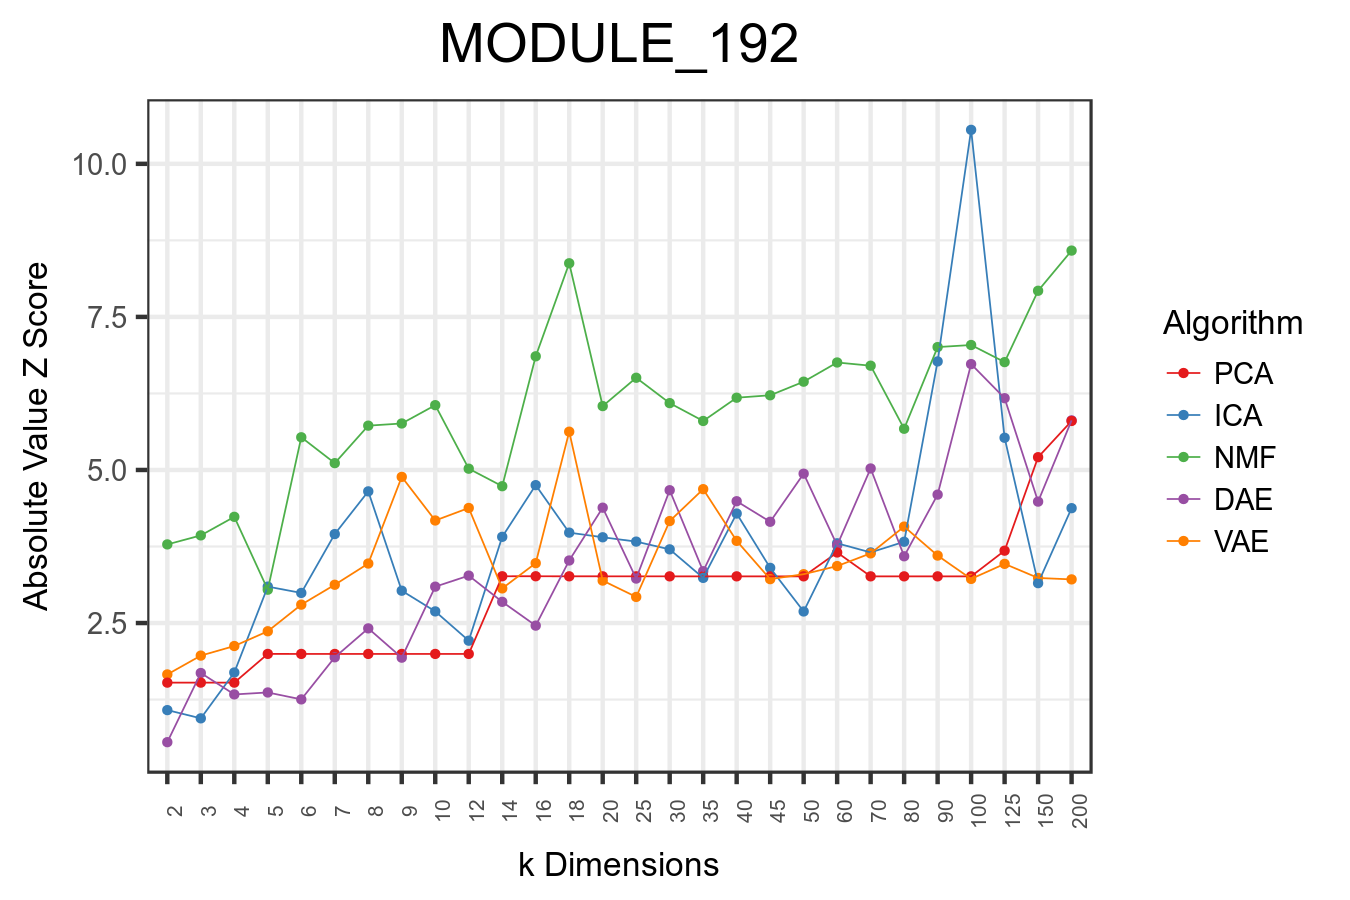 MODULE_192
Absolute Value Z Score
10.0
7.5
5.0
2.5
2 3 4 5 6 7 8 9 10 12 14 16 18 20 25 30 35 40 45 50 60 70 80 90 100 125 150 200
k Dimensions
Algorithm
PCA
ICA
NMF
DAE
VAE